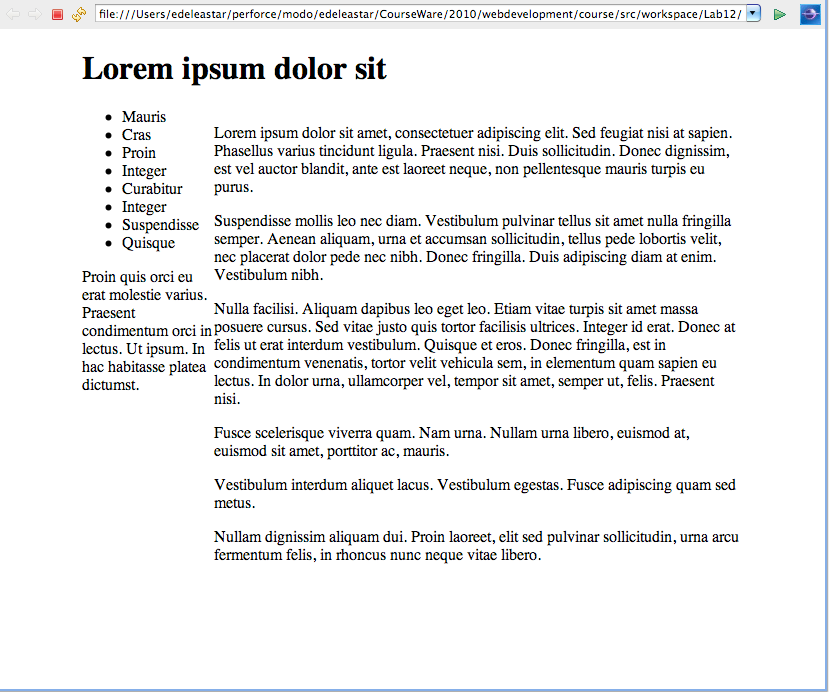 file:///Users/edeleastar/perforce/modo/edeleastar/CourseWare/2010/webdevelopment/course/src/workspace/Lab12/
Lorem ipsum dolor sit
Mauris
Cras
Proin
Integer
Curabitur
Integer
Suspendisse
Quisque
Proin quis orci eu
erat molestie varius.
Praesent
condimentum orci in
lectus. Ut ipsum. In
hac habitasse platea
dictumst.
Lorem ipsum dolor sit amet, consectetuer adipiscing elit. Sed feugiat nisi at sapien.
Phasellus varius tincidunt ligula. Praesent nisi. Duis sollicitudin. Donec dignissim,
est vel auctor blandit, ante est laoreet neque, non pellentesque mauris turpis eu
purus.
Suspendisse mollis leo nec diam. Vestibulum pulvinar tellus sit amet nulla fringilla
semper. Aenean aliquam, urna et accumsan sollicitudin, tellus pede lobortis velit,
nec placerat dolor pede nec nibh. Donec fringilla. Duis adipiscing diam at enim.
Vestibulum nibh.
Nulla facilisi. Aliquam dapibus leo eget leo. Etiam vitae turpis sit amet massa
posuere cursus. Sed vitae justo quis tortor facilisis ultrices. Integer id erat. Donec at
felis ut erat interdum vestibulum. Quisque et eros. Donec fringilla, est in
condimentum venenatis, tortor velit vehicula sem, in elementum quam sapien eu
lectus. In dolor urna, ullamcorper vel, tempor sit amet, semper ut, felis. Praesent
nisi.
Fusce scelerisque viverra quam. Nam urna. Nullam urna libero, euismod at,
euismod sit amet, porttitor ac, mauris.
Vestibulum interdum aliquet lacus. Vestibulum egestas. Fusce adipiscing quam sed
metus.
Nullam dignissim aliquam dui. Proin laoreet, elit sed pulvinar sollicitudin, urna arcu
fermentum felis, in rhoncus nunc neque vitae libero.